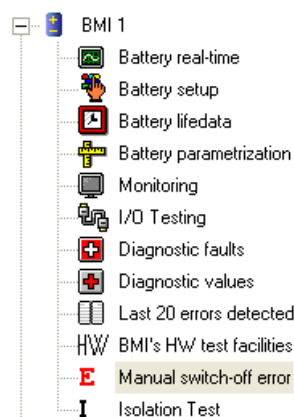 BMI 1
Battery real-time
Battery setup
Battery lifedata
Battery parametrization
Monitoring
I/O Testing
Diagnostic faults
Diagnostic values
Last 20 errors detected
HW BMI's HW test facilities
E Manual switch-off error
I Isolation Test